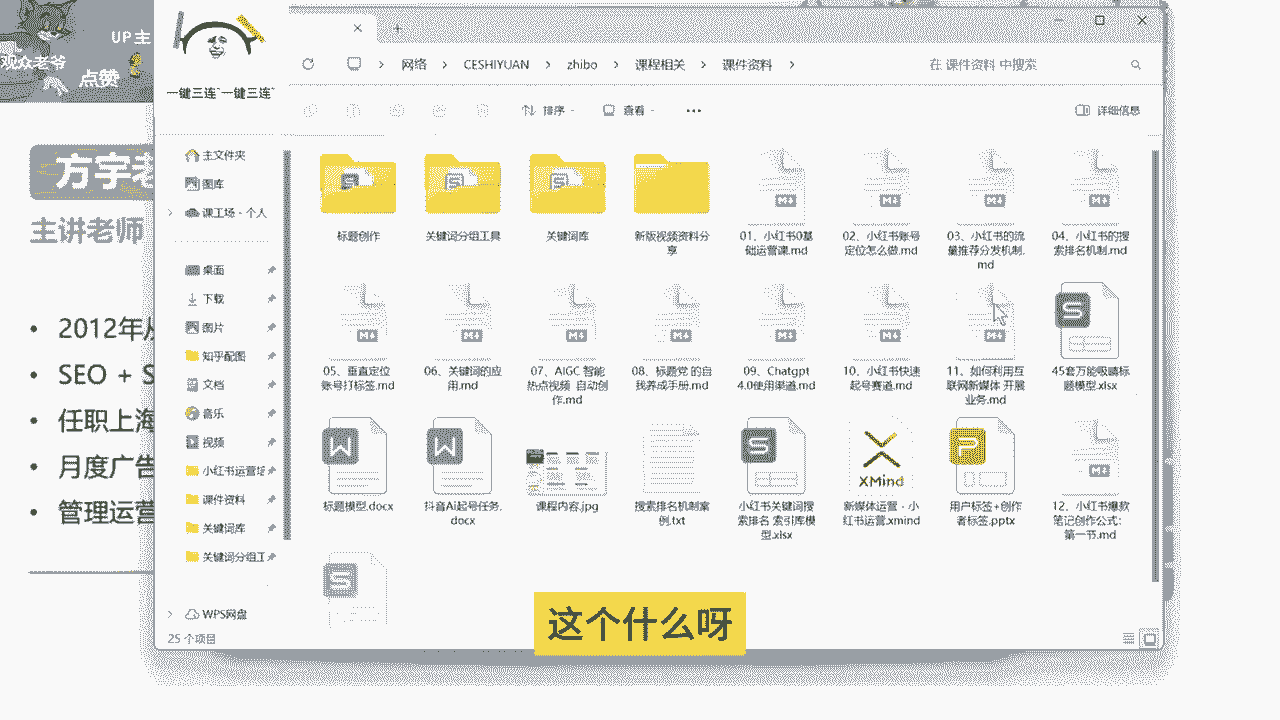 UP主
观众老爷
点赞
一键三连 一键三连
方宇老
主讲老师
2012年从
SEO + S
任职上海
月度广告
管理运营
网络 > CESHIYUAN > zhibo > 课程相关 > 课件资料 >
在 课件资料 中搜索
排序
查看
详细信息
主文件夹
图库
课工场 - 个人
桌面
下载
图片
知乎配图
文档
音乐
视频
小红书运营
课件资料
关键词库
关键词分组工
WPS网盘
25 个项目
标题创作
关键词分组工具
关键词库
新版视频资料分
享
01、小红书0基
础运营课.md
02、小红书账号
定位怎么做.md
03、小红书的流
量推荐分发机制.
md
04、小红书的搜
索排名机制.md
05、垂直定位
账号打标签.md
06、关键词的应
用.md
07、AIGC 智能
热点视频 自动创
作.md
08、标题党 的自
我养成手册.md
09、Chatgpt
4.0使用渠道.md
10、小红书快速
起号赛道.md
11、如何利用互
联网新媒体 开展
业务.md
45套万能吸睛标
题模型.xlsx
标题模型.docx
抖音Ai起号任务.
docx
课程内容.jpg
搜索排名机制案
例.txt
小红书关键词搜
索排名 索引库模
型.xlsx
XMind
新媒体运营 - 小
红书运营.xmind
用户标签+创作
者标签.pptx
12、小红书爆款
笔记创作公式：
第一节.md
这个什么呀